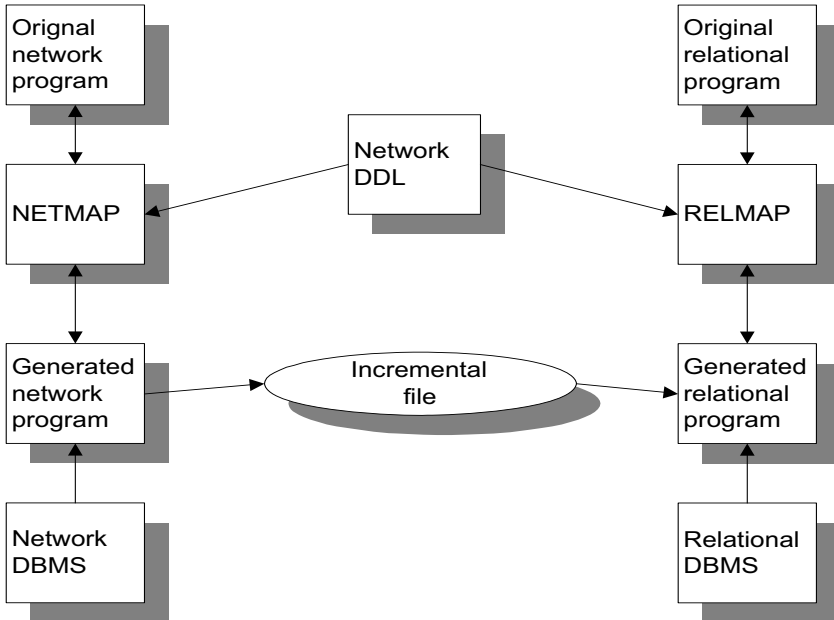 Orignal
network
program
Original
relational
program
Network
DDL
NETMAP
RELMAP
Generated
network
program
Incremental
file
Generated
relational
program
Network
DBMS
Relational
DBMS